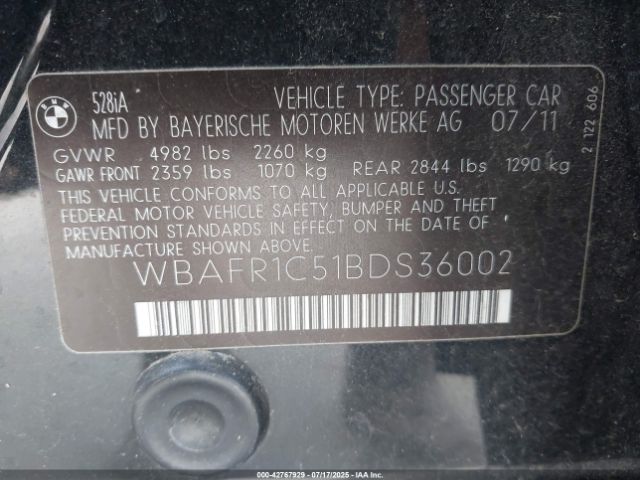 BMW
528iA
VEHICLE TYPE: PASSENGER CAR
MFD BY BAYERISCHE MOTOREN WERKE AG 07/11
GVWR 4982 lbs 2260 kg
GAWR FRONT 2359 lbs 1070 kg REAR 2844 lbs 1290 kg
THIS VEHICLE CONFORMS TO ALL APPLICABLE U.S.
FEDERAL MOTOR VEHICLE SAFETY, BUMPER AND THEFT
PREVENTION STANDARDS IN EFFECT ON THE DATE OF
MANUFACTURE SHOWN ABOVE.
WBAFR1C51BDS36002
2 122 606
000-42767929 - 07/17/2025 - IAAI.COM